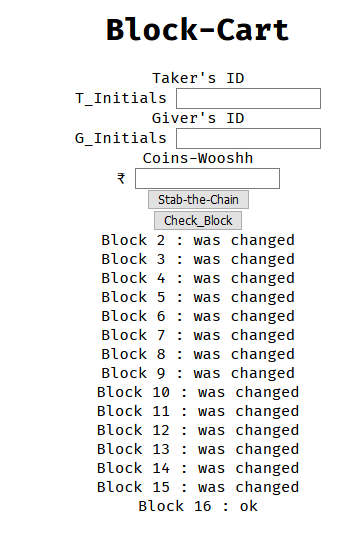 Block-Cart
Taker's ID
T_Initials
Giver's ID
G_Initials
Coins-Wooshh
₹
Stab-the-Chain
Check_Block
Block 2 : was changed
Block 3 : was changed
Block 4 : was changed
Block 5 : was changed
Block 6 : was changed
Block 7 : was changed
Block 8 : was changed
Block 9 : was changed
Block 10 : was changed
Block 11 : was changed
Block 12 : was changed
Block 13 : was changed
Block 14 : was changed
Block 15 : was changed
Block 16 : ok